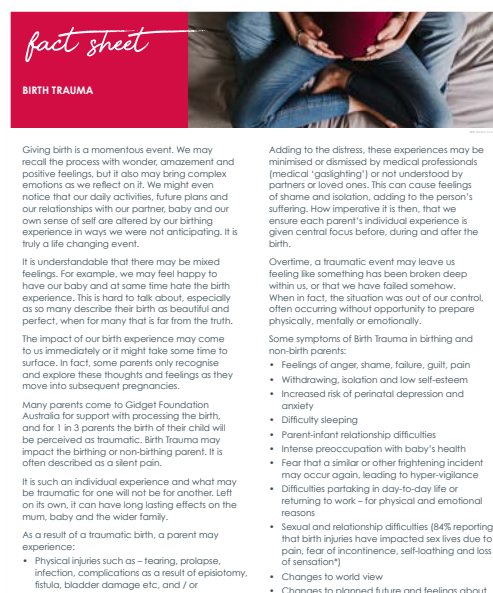 fact sheet
BIRTH TRAUMA
Giving birth is a momentous event. We may
recall the process with wonder, amazement and
positive feelings, but it also may bring complex
emotions as we reflect on it. We might even
notice that our daily activities, future plans and
our relationships with our partner, baby and our
own sense of self are altered by our birthing
experience in ways we were not anticipating. It is
truly a life changing event.
It is understandable that there may be mixed
feelings. For example, we may feel happy to
have our baby and at same time hate the birth
experience. This is hard to talk about, especially
as so many describe their birth as beautiful and
perfect, when for many that is far from the truth.
The impact of our birth experience may come
to us immediately or it might take some time to
surface. In fact, some parents only recognise
and explore these thoughts and feelings as they
move into subsequent pregnancies.
Many parents come to Gidget Foundation
Australia for support with processing the birth,
and for 1 in 3 parents the birth of their child will
be perceived as traumatic. Birth Trauma may
impact the birthing or non-birthing parent. It is
often described as a silent pain.
It is such an individual experience and what may
be traumatic for one will not be for another. Left
on its own, it can have long lasting effects on the
mum, baby and the wider family.
As a result of a traumatic birth, a parent may
experience:
• Physical injuries such as – tearing, prolapse,
infection, complications as a result of episiotomy,
fistula, bladder damage etc, and / or
Adding to the distress, these experiences may be
minimised or dismissed by medical professionals
(medical ‘gaslighting’) or not understood by
partners or loved ones. This can cause feelings
of shame and isolation, adding to the person’s
suffering. How imperative it is then, that we
ensure each parent’s individual experience is
given central focus before, during and after the
birth.
Overtime, a traumatic event may leave us
feeling like something has been broken deep
within us, or that we have failed somehow.
When in fact, the situation was out of our control,
often occurring without opportunity to prepare
physically, mentally or emotionally.
Some symptoms of Birth Trauma in birthing and
non-birth parents:
• Feelings of anger, shame, failure, guilt, pain
• Withdrawing, isolation and low self-esteem
• Increased risk of perinatal depression and
anxiety
• Difficulty sleeping
• Parent-infant relationship difficulties
• Intense preoccupation with baby’s health
• Fear that a similar or other frightening incident
may occur again, leading to hyper-vigilance
• Difficulties partaking in day-to-day life or
returning to work – for physical and emotional
reasons
• Sexual and relationship difficulties (84% reporting
that birth injuries have impacted sex lives due to
pain, fear of incontinence, self-loathing and loss
of sensation*)
• Changes to world view
• Changes to planned future and feelings about